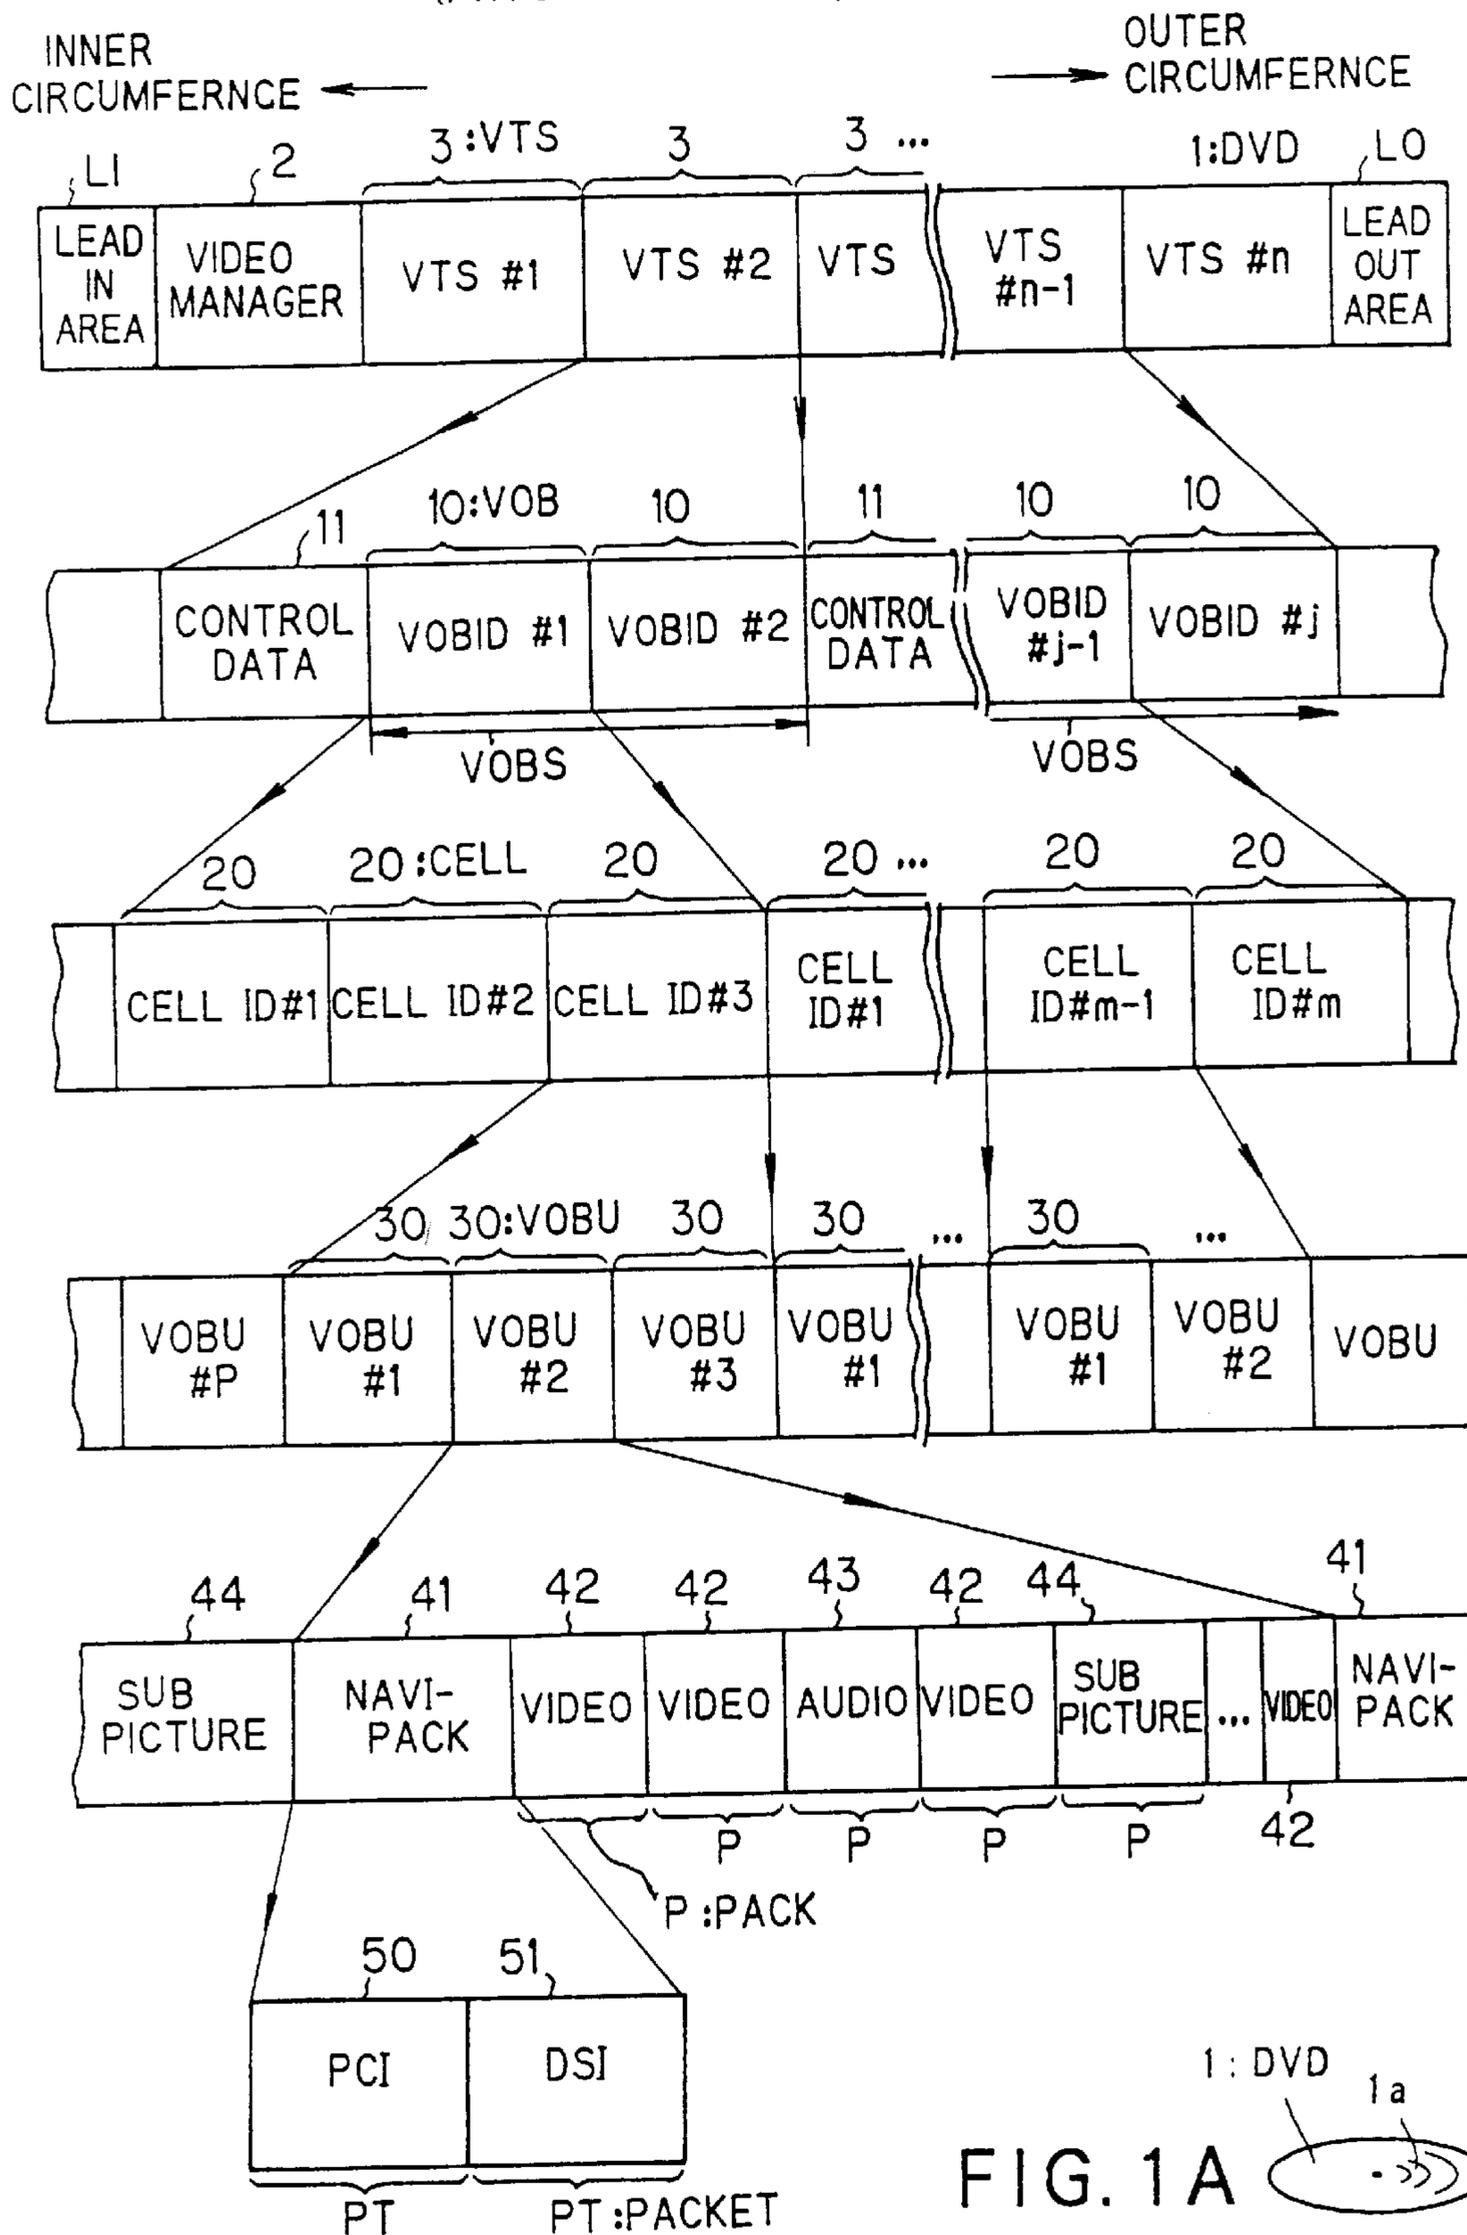 INNER
CIRCUMFERNCE
OUTER
CIRCUMFERNCE
LI
2
3:VTS
3
3 ...
1:DVD
LO
LEAD
IN
AREA
VIDEO
MANAGER
VTS #1
VTS #2
VTS
VTS
#n-1
VTS #n
LEAD
OUT
AREA
11
10:VOB
10
11
10
10
CONTROL
DATA
VOBID #1
VOBID #2
CONTROL
DATA
VOBID
#j-1
VOBID #j
VOBS
VOBS
20
20:CELL
20
20 ...
20
20
CELL ID#1
CELL ID#2
CELL ID#3
CELL
ID#1
CELL
ID#m-1
CELL
ID#m
30
30:VOBU
30
30
...
30
...
VOBU
#P
VOBU
#1
VOBU
#2
VOBU
#3
VOBU
#1
VOBU
#1
VOBU
#2
VOBU
44
41
42
42
43
42
44
41
SUB
PICTURE
NAVI-
PACK
VIDEO
VIDEO
AUDIO
VIDEO
SUB
PICTURE
...
VIDEO
NAVI-
PACK
P
P
P
P
42
P:PACK
50
51
PCI
DSI
PT
PT:PACKET
1:DVD
1a
FIG. 1A